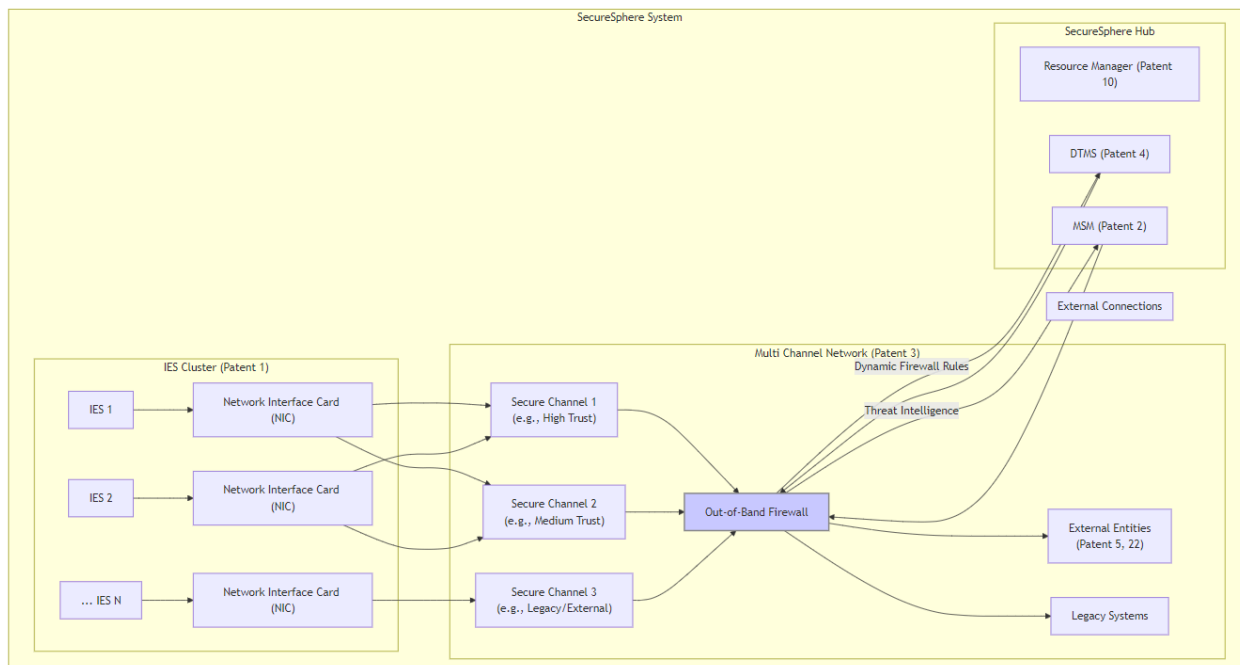 SecureSphere System
SecureSphere Hub
Resource Manager (Patent
10)
DTMS (Patent 4)
MSM (Patent 2)
External Connections
Multi Channel Network (Patent 3)
IES Cluster (Patent 1)
Dynamic Firewall Rules
Threat Intelligence
IES 1
Network Interface Card
(NIC)
Secure Channel 1
(e.g., High Trust)
IES 2
Network Interface Card
(NIC)
Secure Channel 2
(e.g., Medium Trust)
Out-of-Band Firewall
External Entities
(Patent 5, 22)
... IES N
Network Interface Card
(NIC)
Secure Channel 3
(e.g., Legacy/External)
Legacy Systems